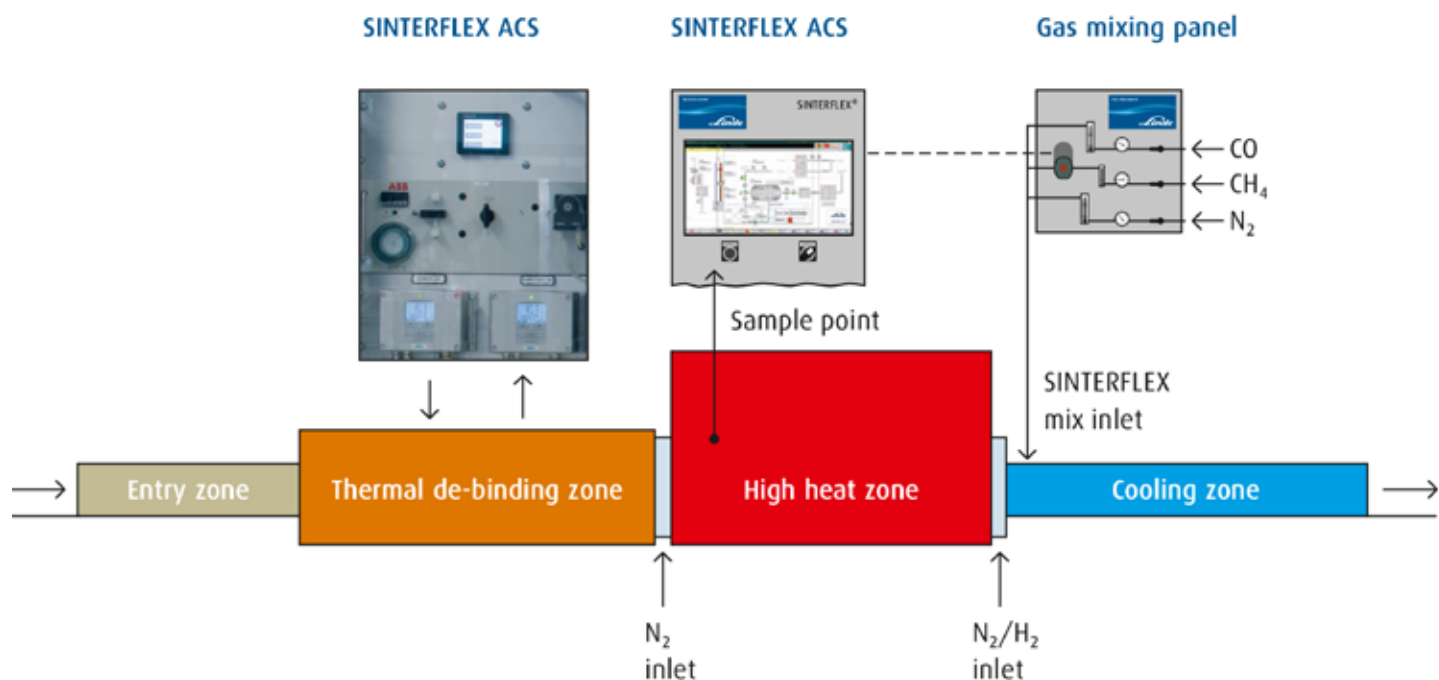 SINTERFLEX ACS
SINTERFLEX ACS
Gas mixing panel
SINTERFLEX®
Linde
ABB
CO
CH₄
N₂
Sample point
SINTERFLEX
mix inlet
Entry zone
Thermal de-binding zone
High heat zone
Cooling zone
N₂
inlet
N₂/H₂
inlet